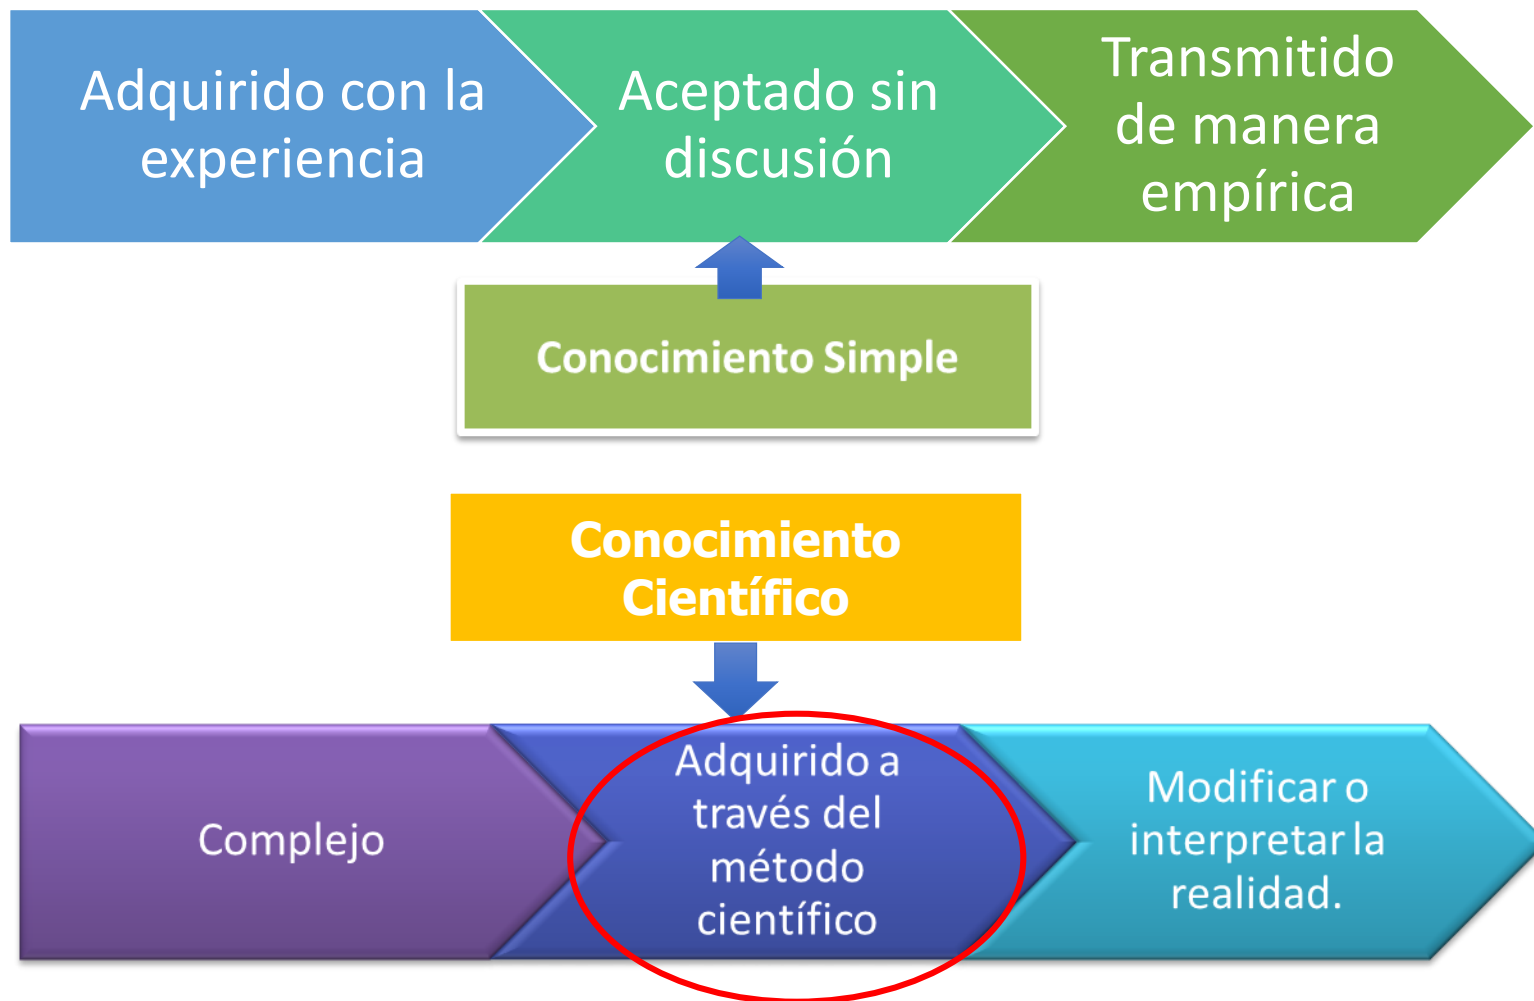 Adquirido con la
experiencia
Aceptado sin
discusión
Transmitido
de manera
empírica
Conocimiento Simple
Conocimiento
Científico
Complejo
Adquirido a
través del
método
científico
Modificar o
interpretar la
realidad.